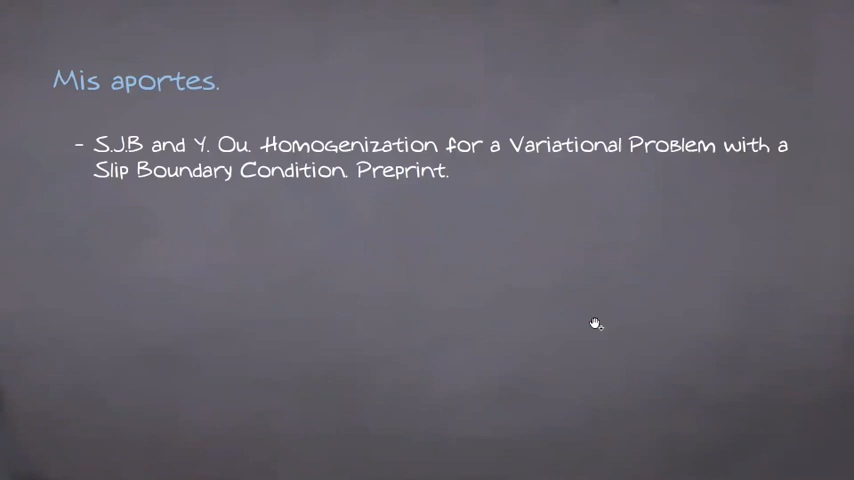 Mis aportes.
- S.J.B and Y. Ou. Homogenization for a Variational Problem with a
Slip Boundary Condition. Preprint.